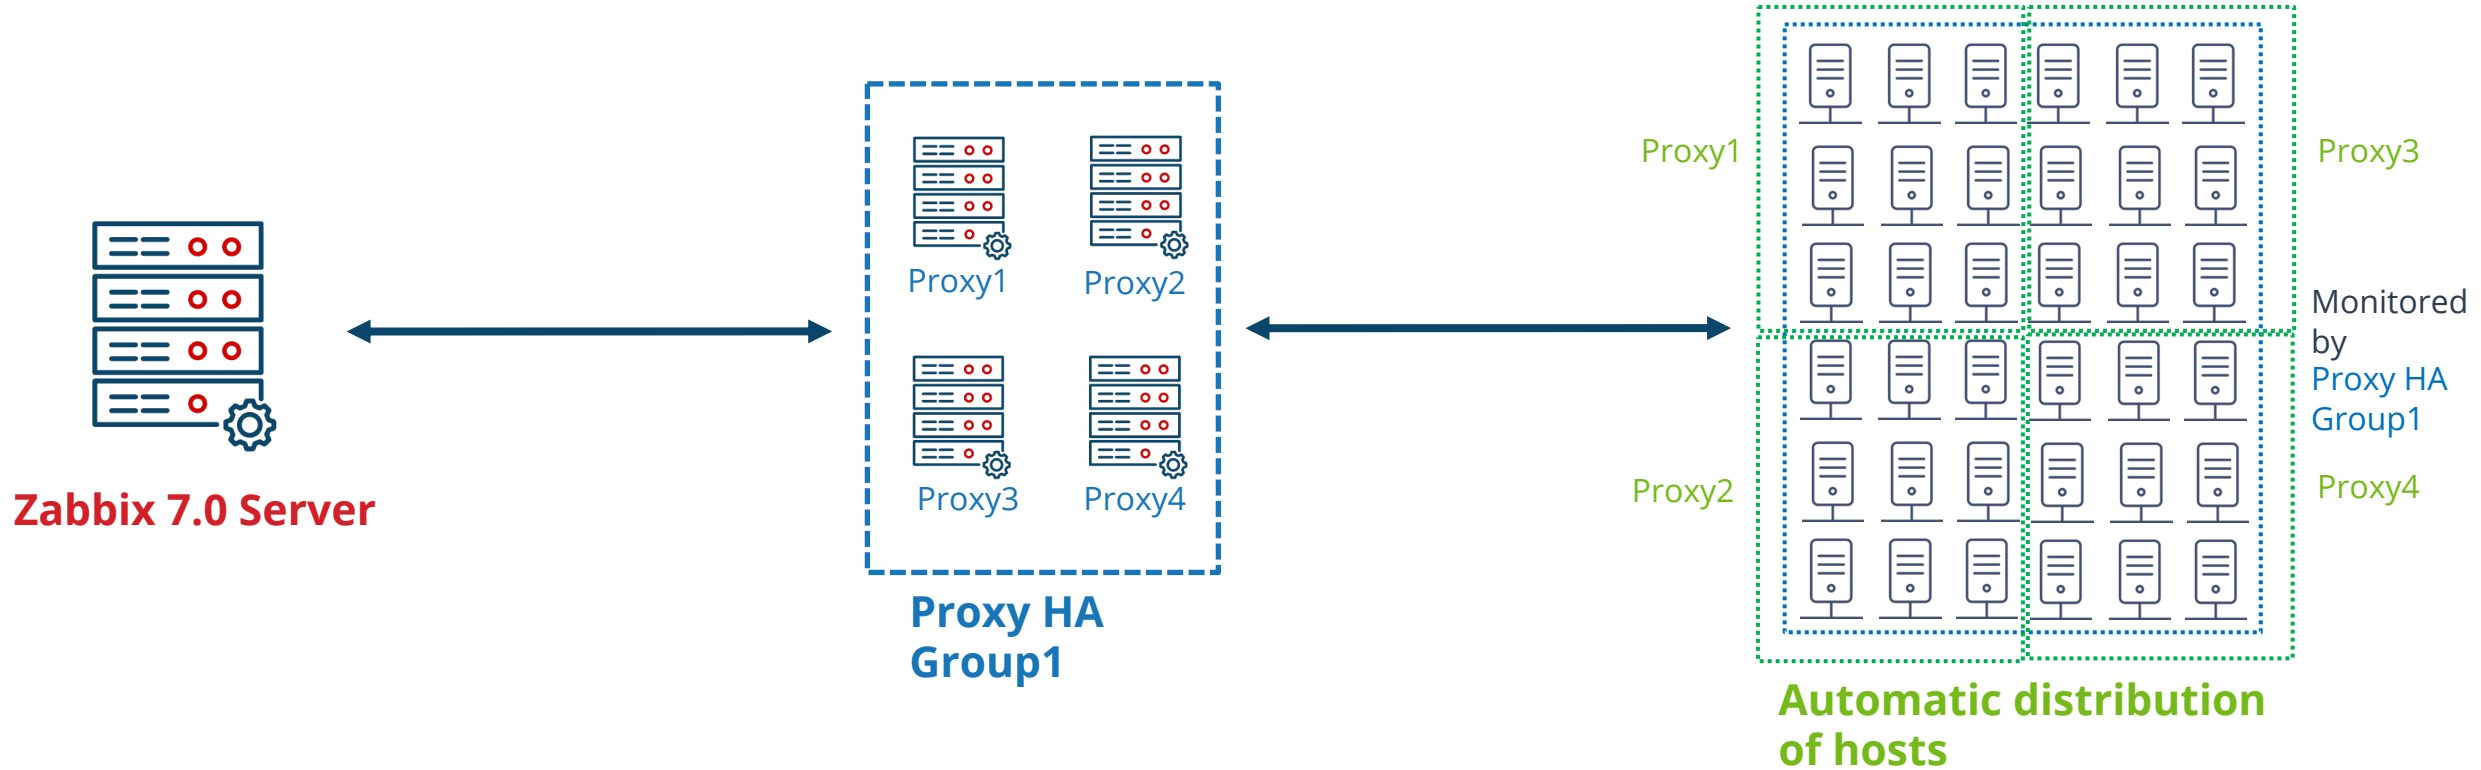 Zabbix 7.0 Server
Proxy1
Proxy2
Proxy3
Proxy4
Proxy HA
Group1
Proxy1
Proxy3
Monitored
by
Proxy HA
Group1
Proxy2
Proxy4
Automatic distribution
of hosts